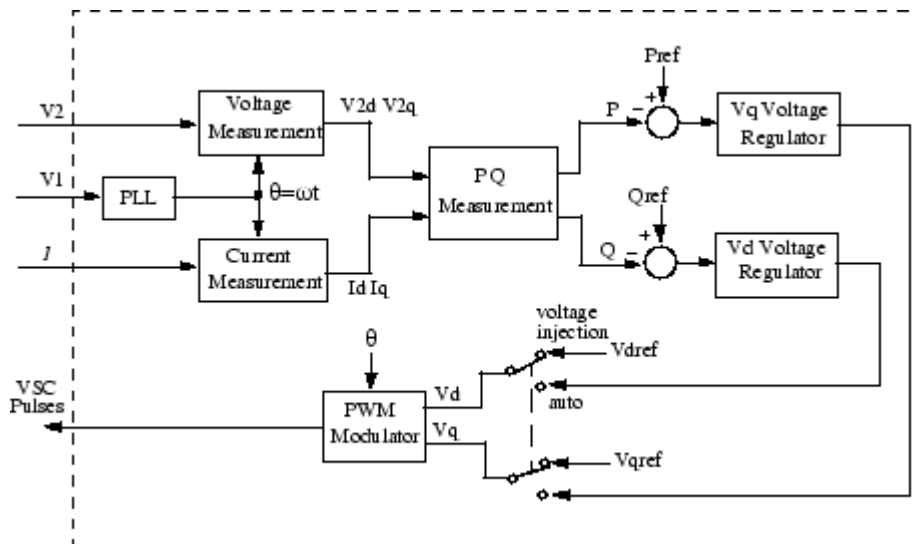 Pref
V2
Voltage
Measurement
V2d V2q
P
−
+
Vq Voltage
Regulator
V1
PLL
θ=ωt
PQ
Measurement
Qref
I
Current
Measurement
Id Iq
Q
−
+
Vd Voltage
Regulator
voltage
injection
Vdref
θ
auto
VSC
Pulses
PWM
Modulator
Vd
Vq
Vqref